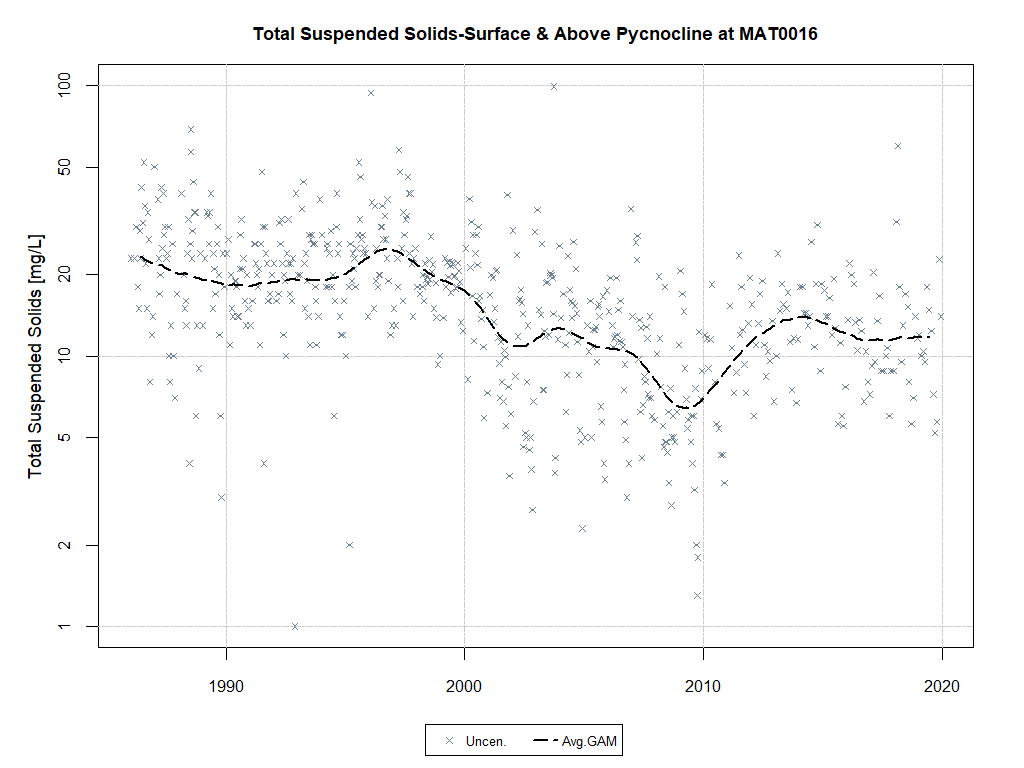 Total Suspended Solids-Surface & Above Pycnocline at MAT0016
Total Suspended Solids [mg/L]
100
50
20
10
5
2
1
1990 2000 2010 2020
Uncen. Avg.GAM